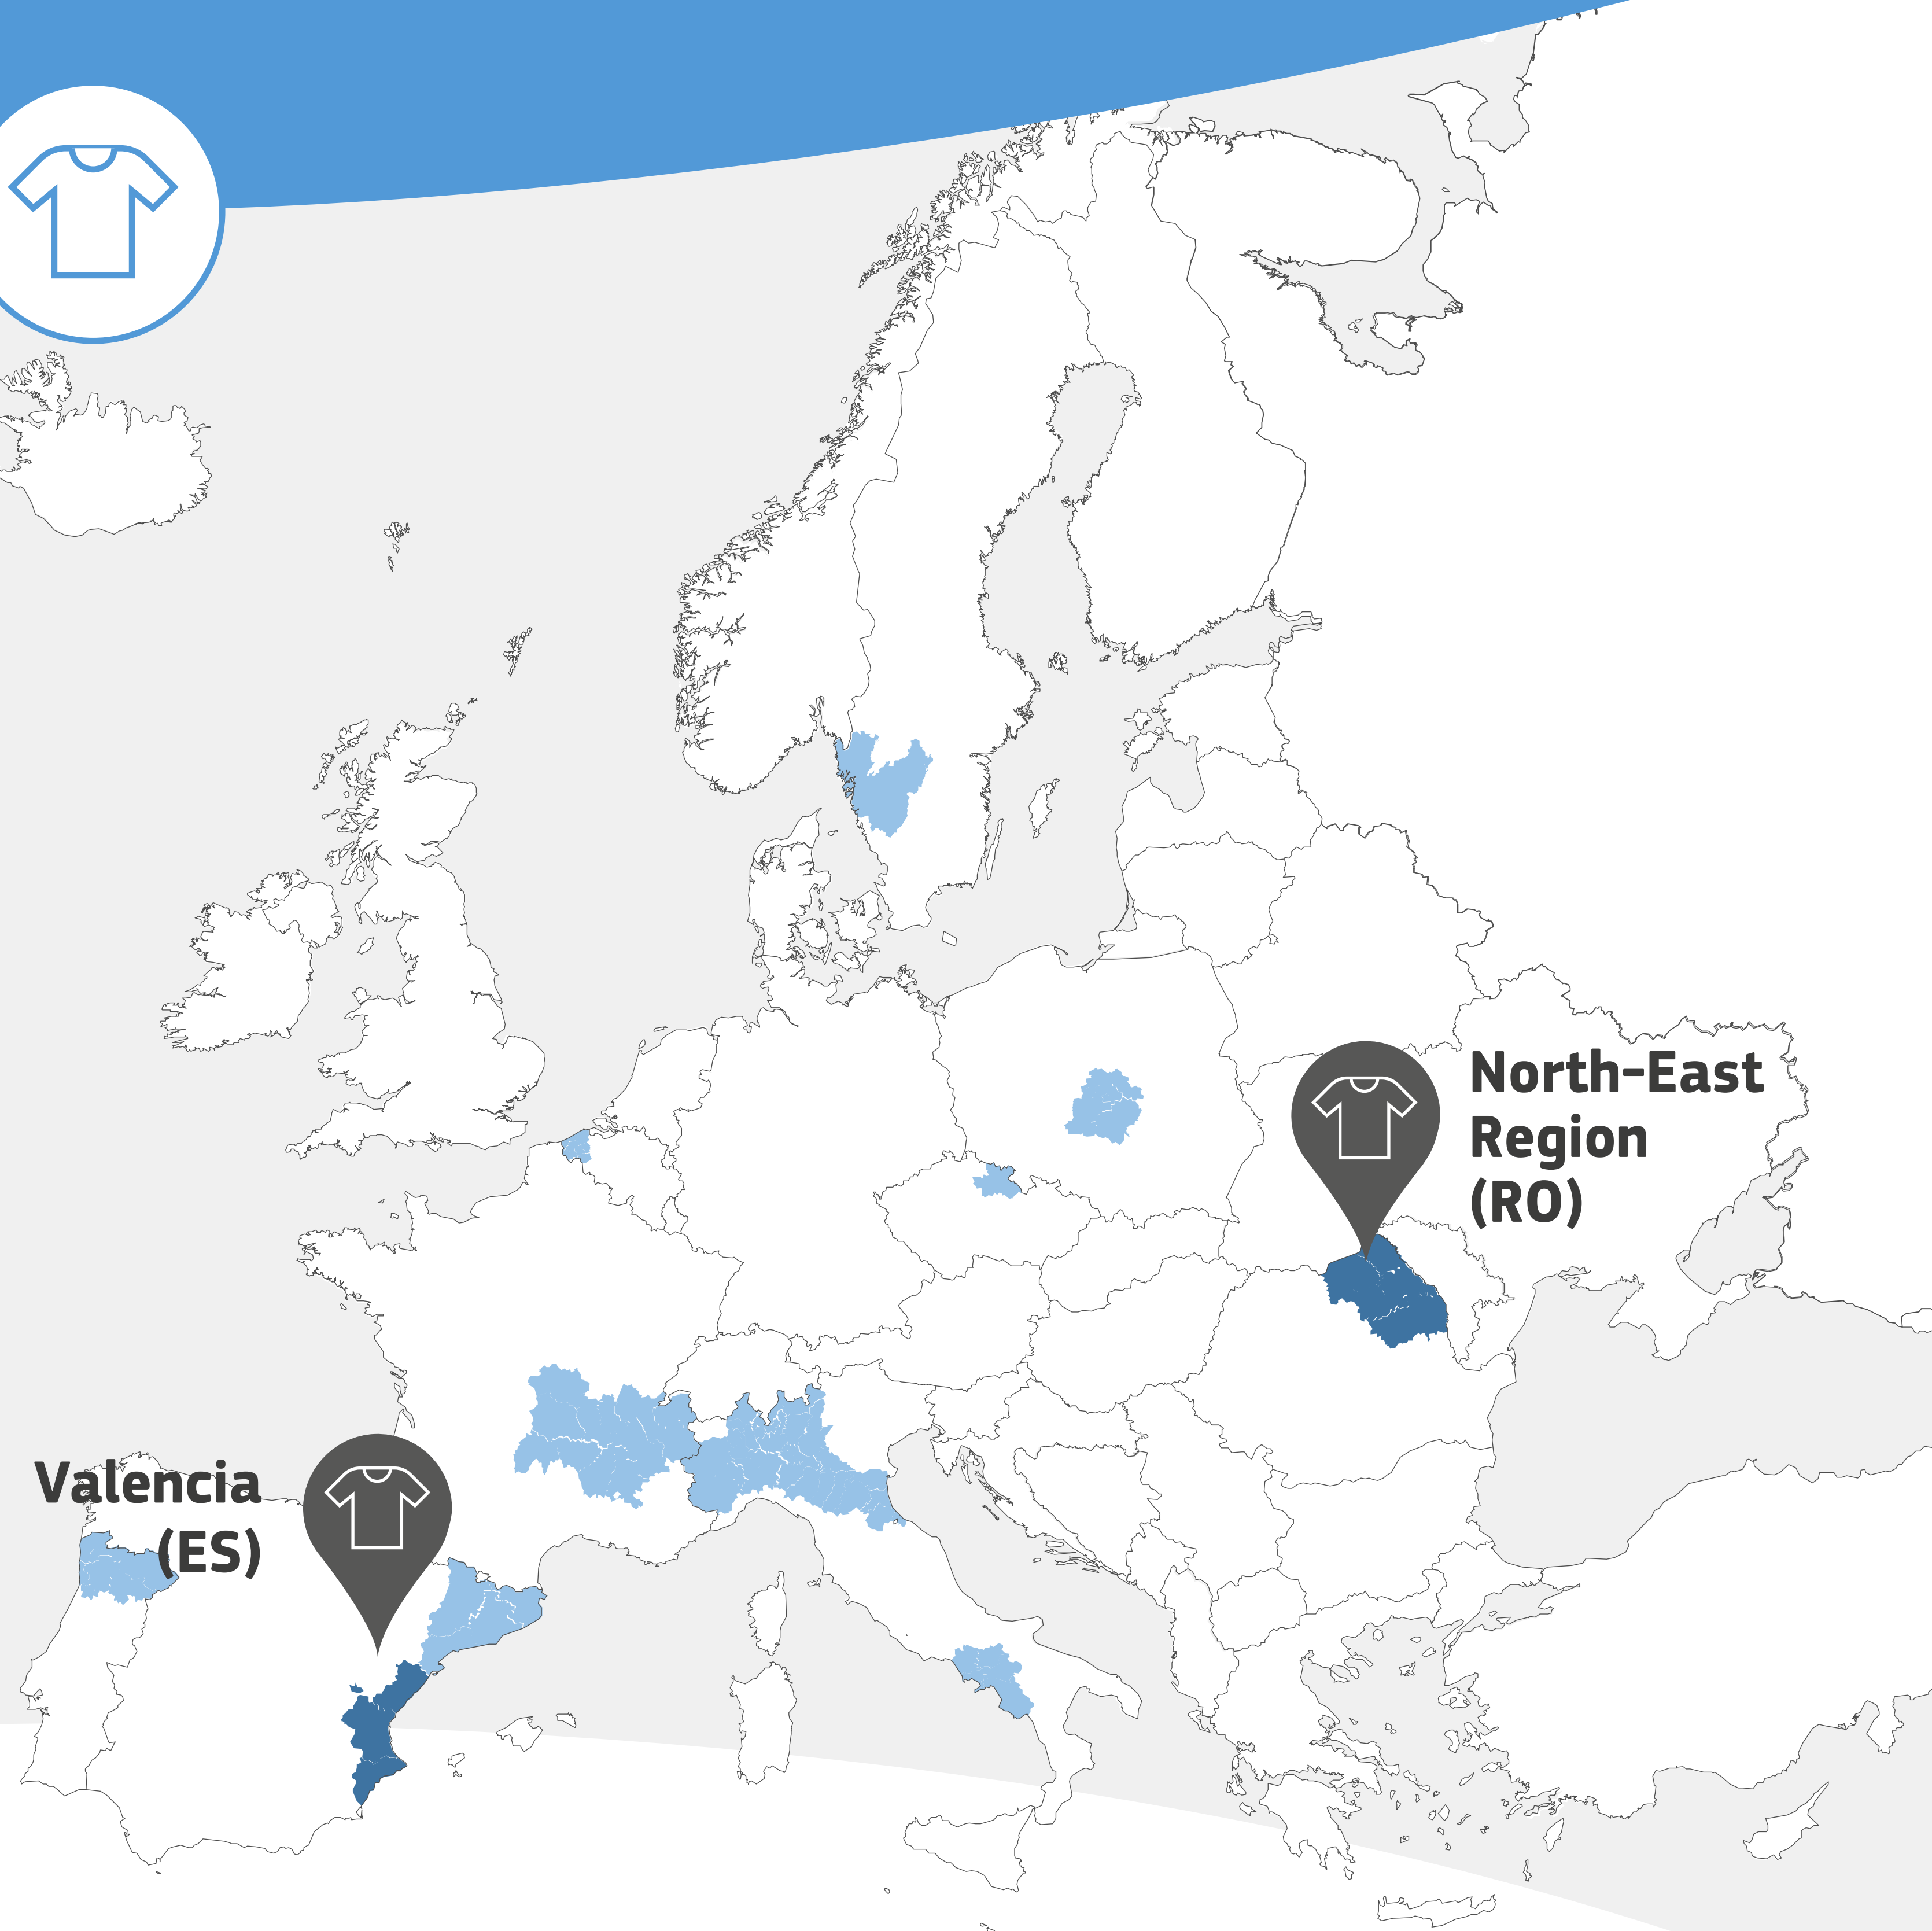 North-East
Region
(RO)
Valencia
(ES)